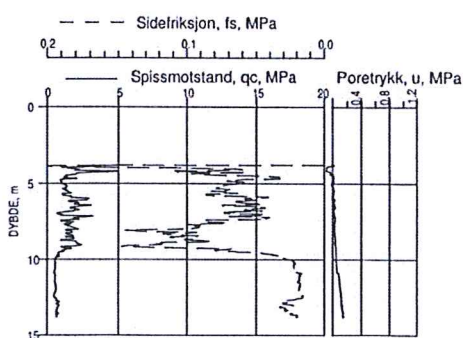 Sidefriksjon, fs, MPa
0,2 0,1 0,0
Spissmotstand, qc, MPa Poretrykk, u, MPa
0 5 10 15 20 0.4 0.8 1.2
DYBDE, m
0
5
10
15